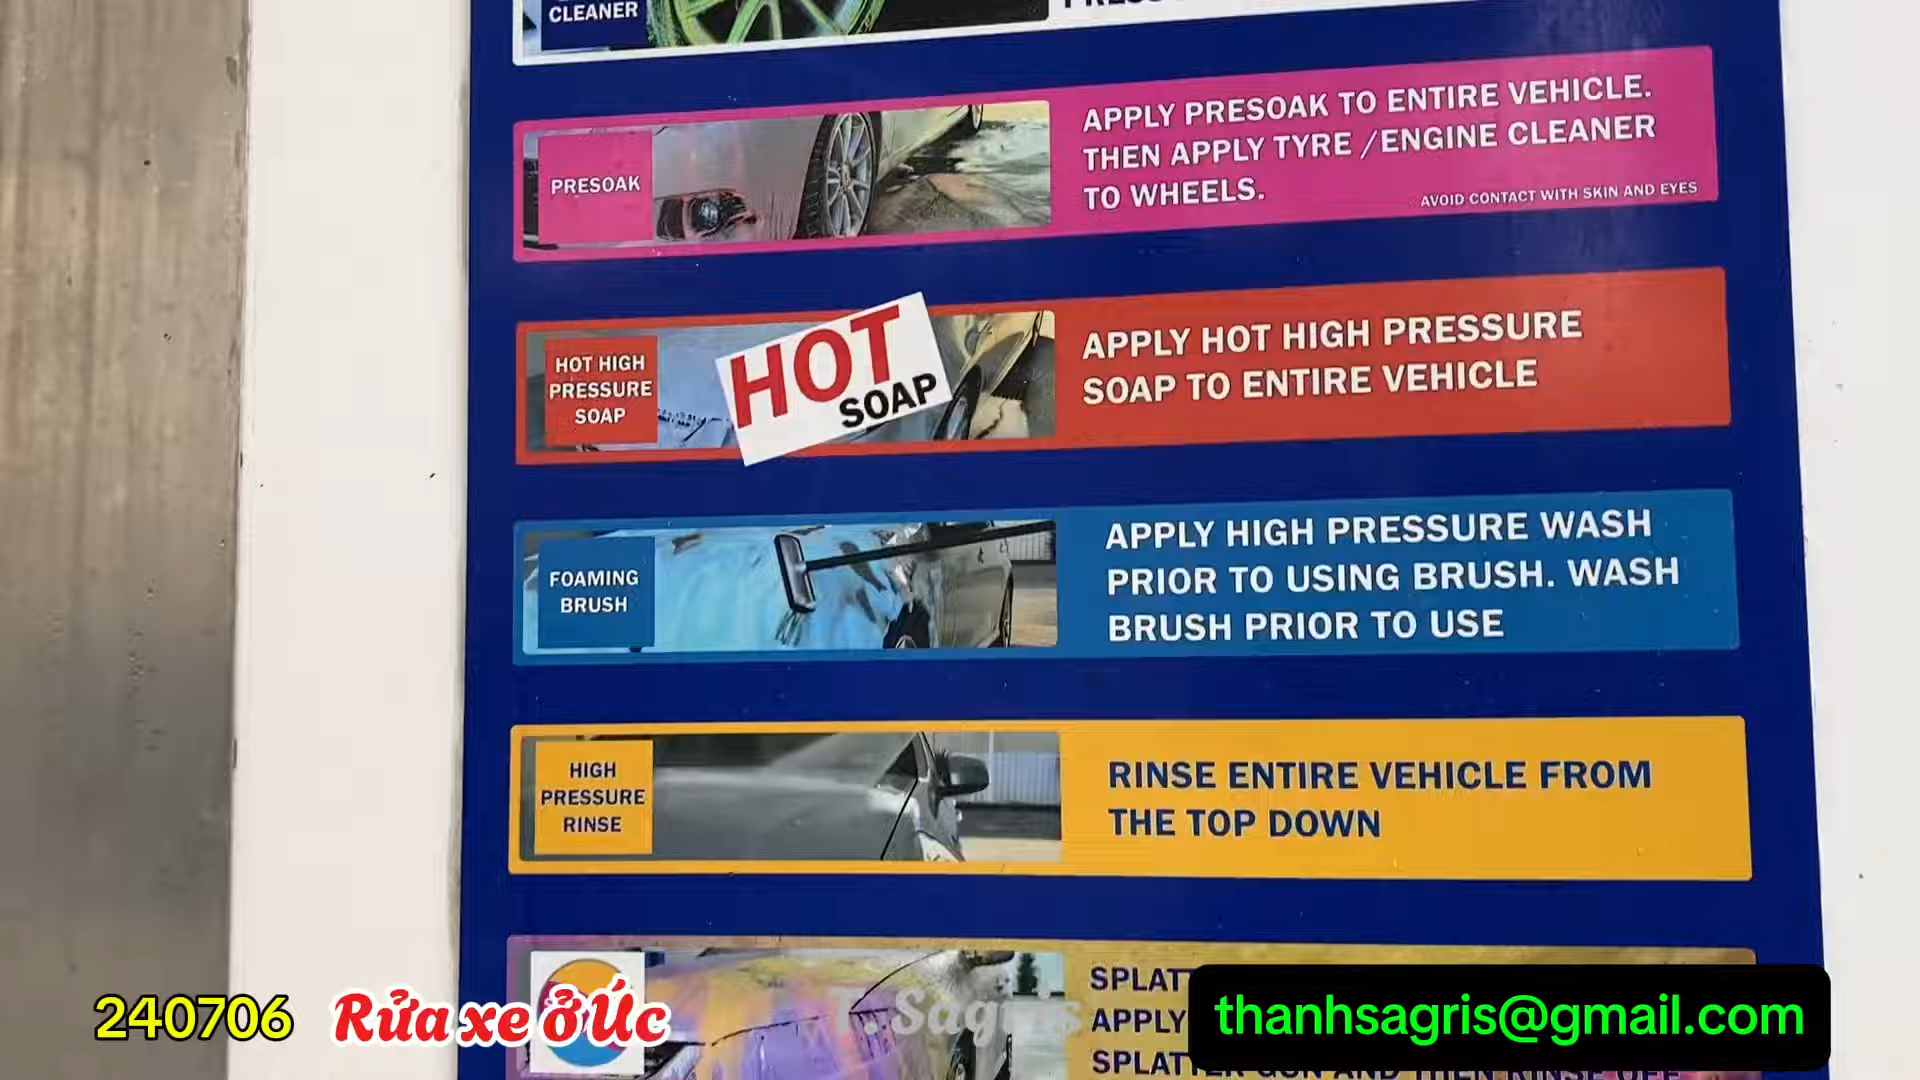 CLEANER
PRESOAK
APPLY PRESOAK TO ENTIRE VEHICLE.
THEN APPLY TYRE /ENGINE CLEANER
TO WHEELS.
AVOID CONTACT WITH SKIN AND EYES
HOT HIGH
PRESSURE
SOAP
HOT
SOAP
APPLY HOT HIGH PRESSURE
SOAP TO ENTIRE VEHICLE
FOAMING
BRUSH
APPLY HIGH PRESSURE WASH
PRIOR TO USING BRUSH. WASH
BRUSH PRIOR TO USE
HIGH
PRESSURE
RINSE
RINSE ENTIRE VEHICLE FROM
THE TOP DOWN
APPLY
SPLATTER GUN AND THEN RINSE OFF
240706
Rửa xe ở Úc
T. Sagris
thanhsagris@gmail.com